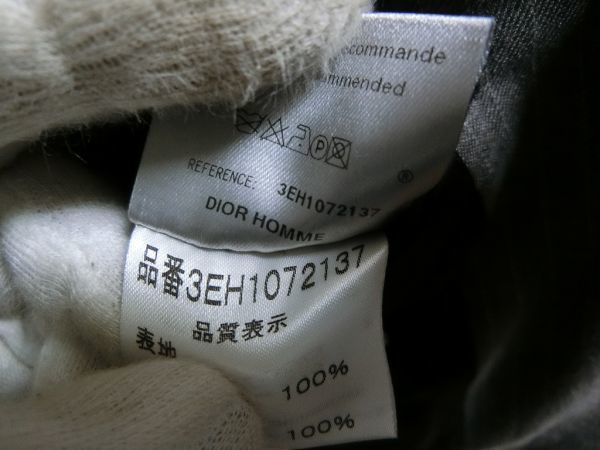 commande
mmended
REFERENCE: 3EH1072137
®
DIOR HOMME
品番3EH1072137
品質表示
表地
100%
100%